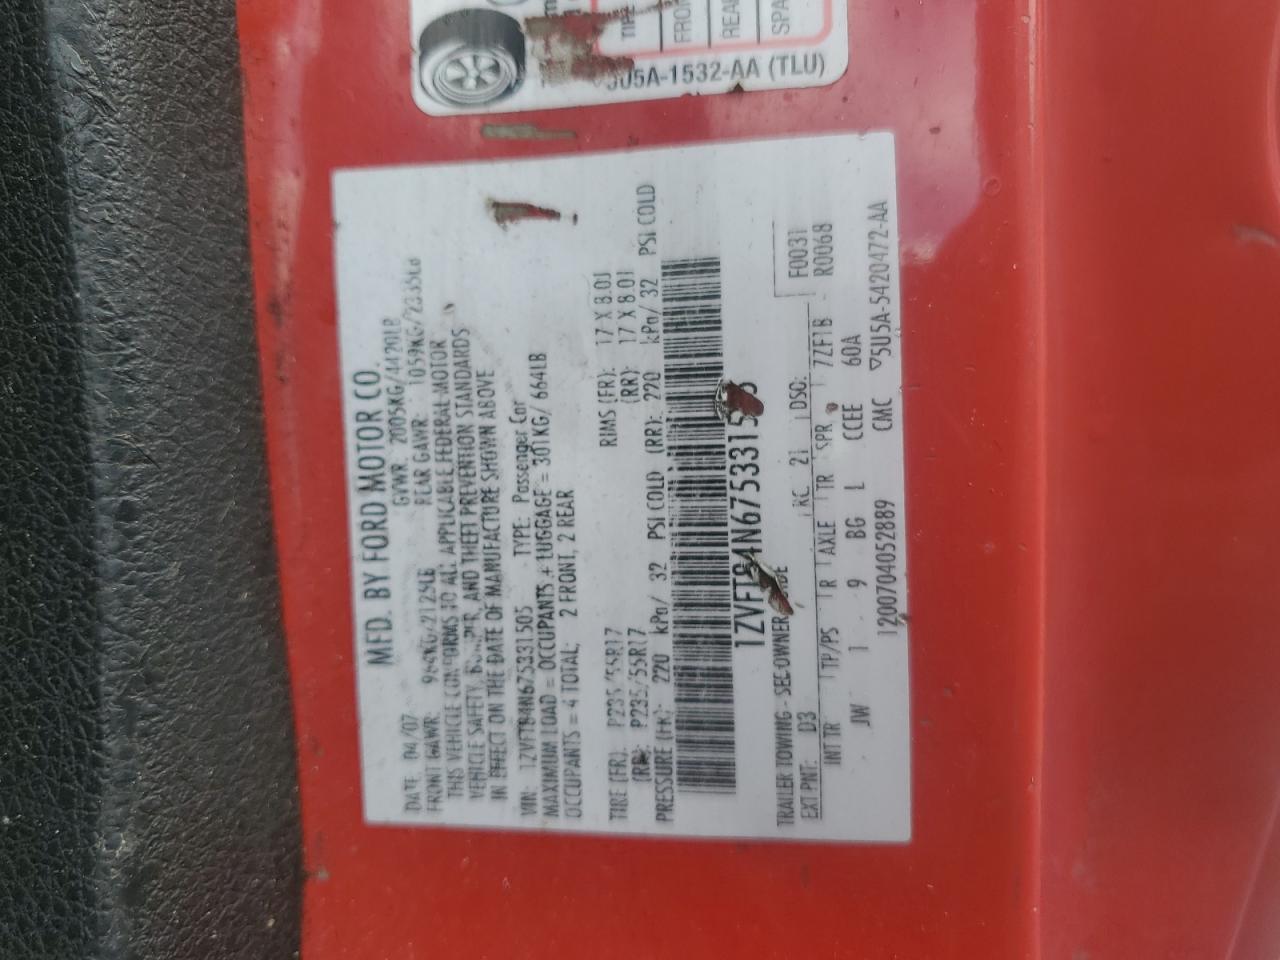 TIRE
FRO
REA
SPA
5U5A-1532-AA (TLU)
MFD. BY FORD MOTOR CO.
DATE: 04/07 GVWR: 2005KG/4420LB
FRONT GAWR: 964KG/2125LB REAR GAWR: 1059KG/2335LB
THIS VEHICLE CONFORMS TO ALL APPLICABLE FEDERAL MOTOR
VEHICLE SAFETY, BUMPER, AND THEFT PREVENTION STANDARDS
IN EFFECT ON THE DATE OF MANUFACTURE SHOWN ABOVE
VIN: 1ZVFT84N675331505 TYPE: Passenger Car
MAXIMUM LOAD = OCCUPANTS + LUGGAGE = 301KG/ 664LB
OCCUPANTS = 4 TOTAL, 2 FRONT, 2 REAR
TIRE (FR): P235/55R17 RIMS (FR): 17 X 8.0J
(RR): P235/55R17 (RR): 17 X 8.0J
PRESSURE (FR): 220 kPa/ 32 PSI COLD (RR): 220 kPa/ 32 PSI COLD
TRAILER TOWING - SEE OWNER GUIDE F0031
EXT PNT: D3 RC: 21 DSO: R0068
INT TR TP/PS R AXLE TR SPR 7ZF1B
JW 1 9 BG L CCEE 60A
1200704052889 CMC ▽5U5A-5420472-AA